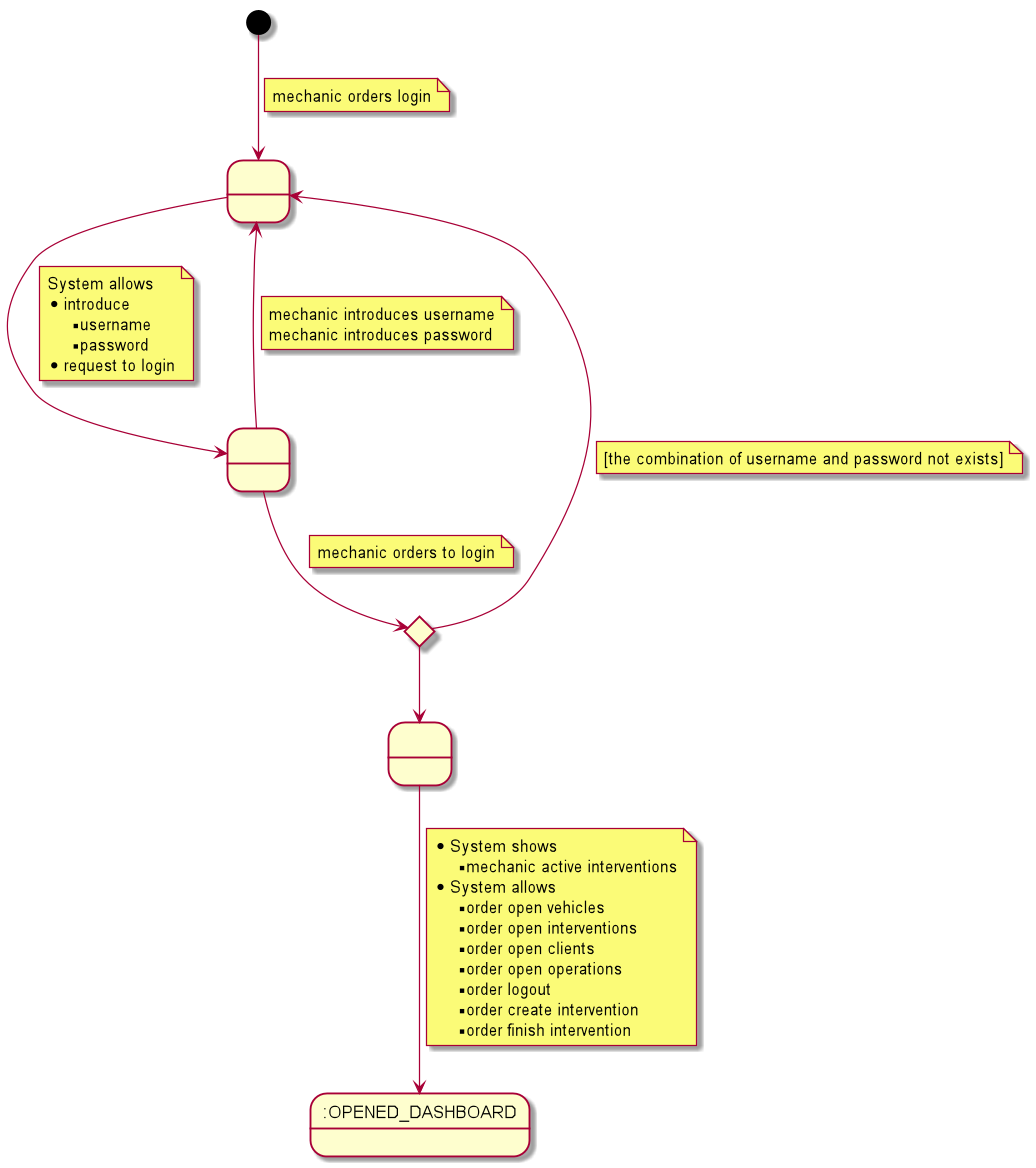 mechanic orders login
System allows
• introduce
▪ username
▪ password
• request to login
mechanic introduces username
mechanic introduces password
[the combination of username and password not exists]
mechanic orders to login
• System shows
▪ mechanic active interventions
• System allows
▪ order open vehicles
▪ order open interventions
▪ order open clients
▪ order open operations
▪ order logout
▪ order create intervention
▪ order finish intervention
:OPENED_DASHBOARD